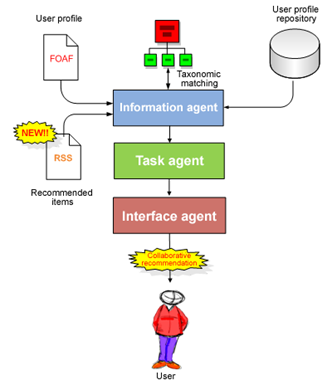 User profile
FOAF
User profile
repository
Taxonomic
matching
Information agent
NEW!!
RSS
Recommended
items
Task agent
Interface agent
Collaborative
recommendation
User